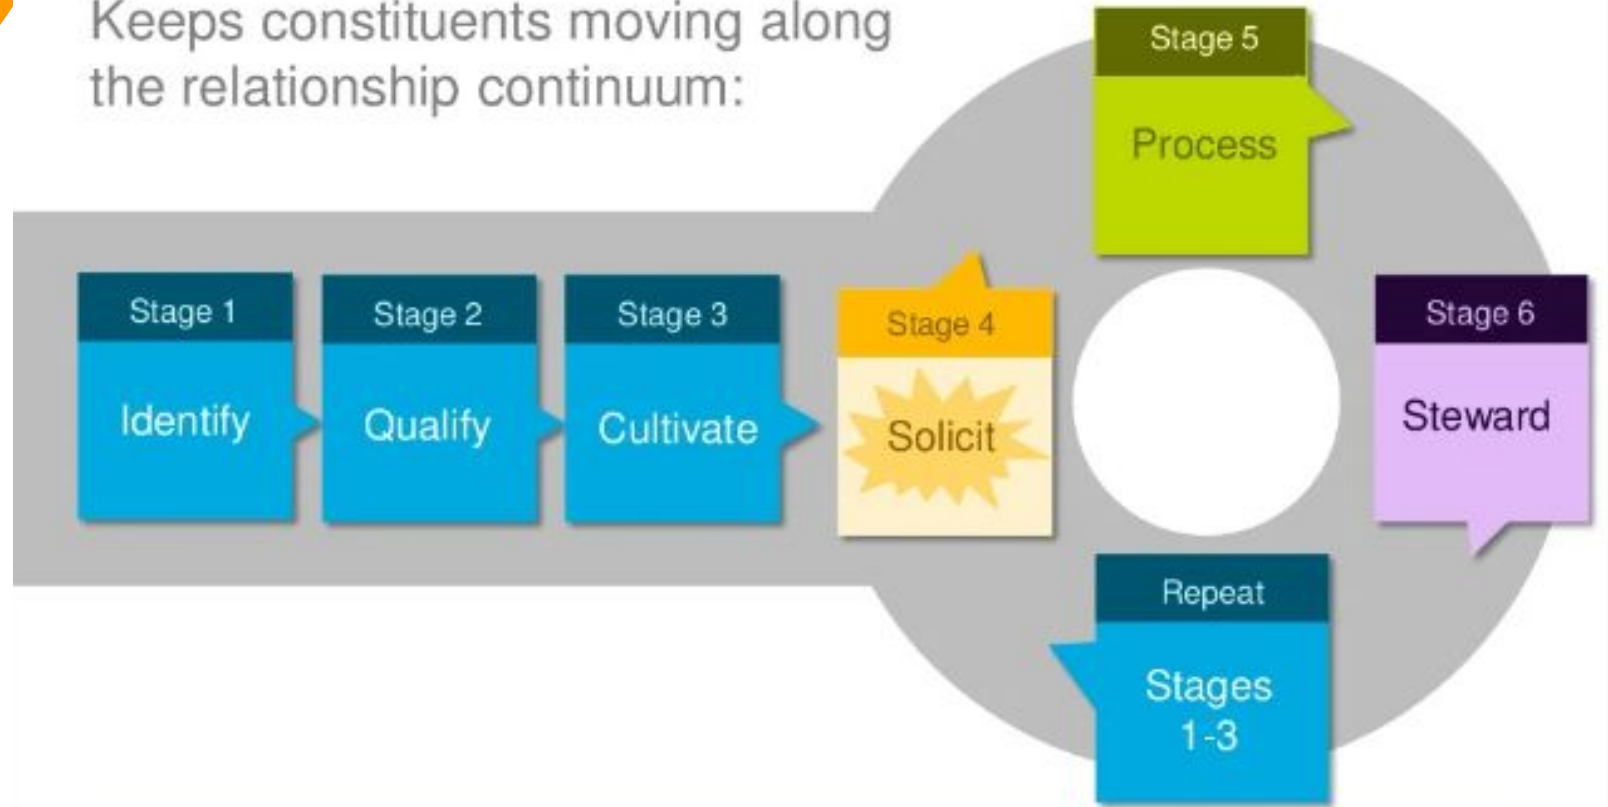 Keeps constituents moving along
the relationship continuum:
Stage 1
Identify
Stage 2
Qualify
Stage 3
Cultivate
Stage 4
Solicit
Stage 5
Process
Stage 6
Steward
Repeat
Stages
1-3